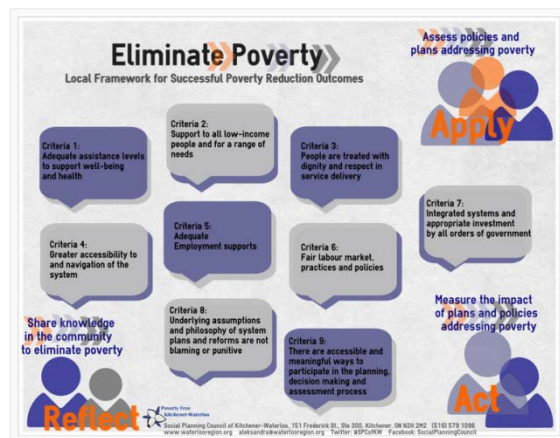 Eliminate Poverty
Local Framework for Successful Poverty Reduction Outcomes
Assess policies and
plans addressing poverty
Apply
Criteria 1:
Adequate assistance levels
to support well-being
and health
Criteria 2:
Support to all low-income
people and for a range of
needs
Criteria 3:
People are treated with
dignity and respect in
service delivery
Criteria 4:
Greater accessibility to
and navigation of the
system
Criteria 5:
Adequate
Employment supports
Criteria 6:
Fair labour market,
practices and policies
Criteria 7:
Integrated systems and
appropriate investment
by all orders of government
Criteria 8:
Underlying assumptions
and philosophy of system
plans and reforms are not
blaming or punitive
Criteria 9:
There are accessible and
meaningful ways to
participate in the planning,
decision making and
assessment process
Share knowledge
in the community
to eliminate poverty
Reflect
Measure the impact
of plans and policies
addressing poverty
Act
Poverty Free
Kitchener-Waterloo
Social Planning Council of Kitchener-Waterloo, 151 Frederick St., Ste 300, Kitchener, ON N2H 2M2 (519) 579 1096
www.waterlooregion.org aleksandra@waterlooregion.org Twitter: @SPCofKW Facebook: SocialPlanningCouncil